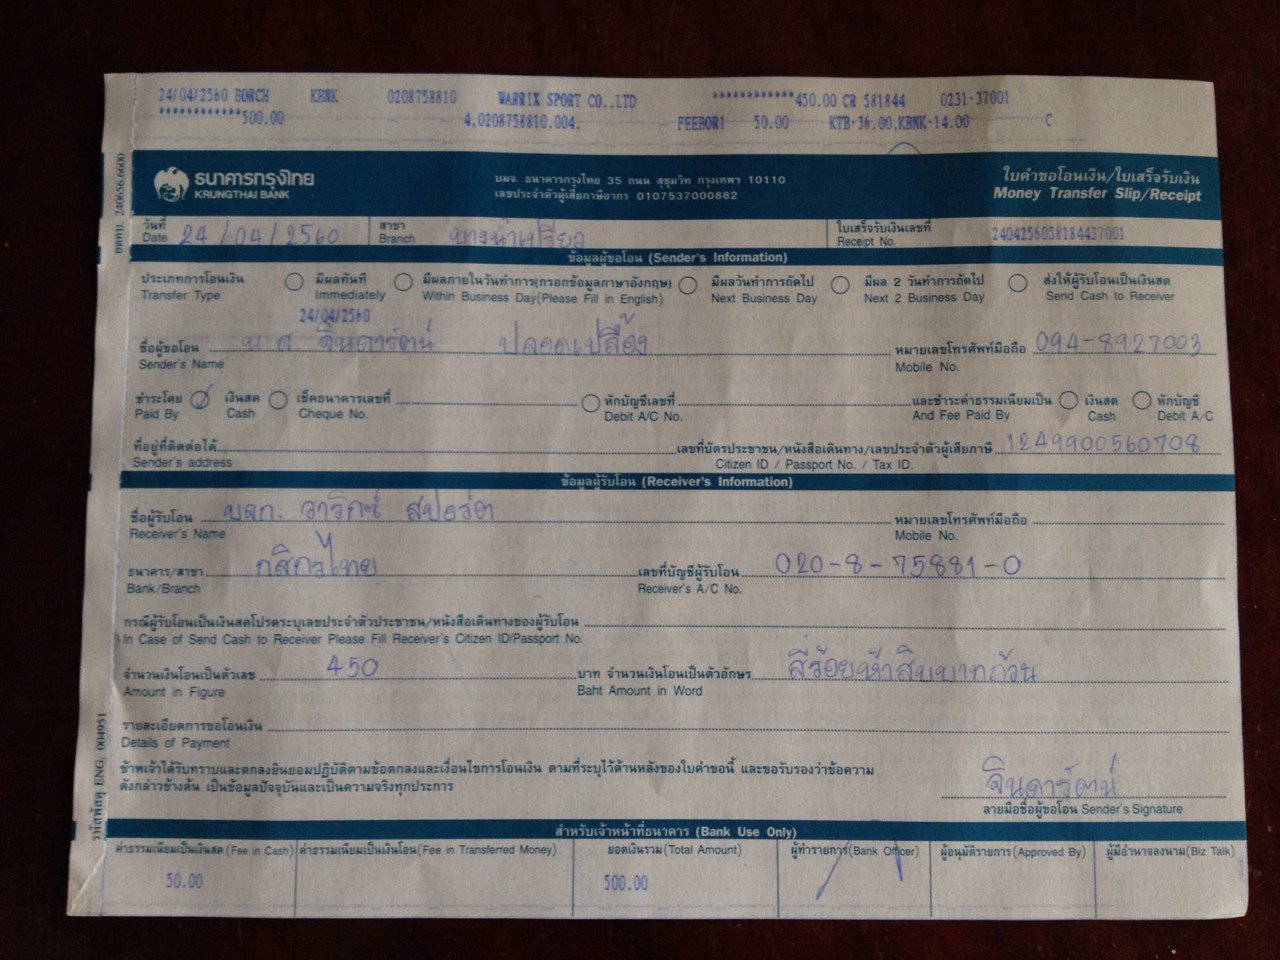 24/04/2560 BORCH KBNK 0208758810 WARRIX SPORT CO.,LTD ************450.00 CR 581844 0231-37001
************500.00 4,0208758810,004. FEEBOR1 50.00 KTB-36.00,KBNK-14.00 C
ธนาคารกรุงไทย
KRUNGTHAI BANK
บมจ. ธนาคารกรุงไทย 35 ถนน สุขุมวิท กรุงเทพฯ 10110
เลขประจำตัวผู้เสียภาษีอากร 0107537000882
ใบคำขอโอนเงิน/ใบเสร็จรับเงิน
Money Transfer Slip/Receipt
วันที่ 24/04/2560 สาขา บางน้ำเปรี้ยว ใบเสร็จรับเงินเลขที่ 2404256058184437001
Date Branch Receipt No.
ข้อมูลผู้ขอโอน (Sender's Information)
ประเภทการโอนเงิน มีผลทันที มีผลภายในวันทำการ(กรอกข้อมูลภาษาอังกฤษ) มีผลวันทำการถัดไป มีผล 2 วันทำการถัดไป ส่งให้ผู้รับโอนเป็นเงินสด
Transfer Type Immediately Within Business Day(Please Fill in English) Next Business Day Next 2 Business Day Send Cash to Receiver
24/04/2560
ชื่อผู้ขอโอน น.ส. จินดารัตน์ ปลอดเปลื้อง หมายเลขโทรศัพท์มือถือ 094-8927003
Sender's Name Mobile No.
ชำระโดย เงินสด เช็คธนาคารเลขที่ หักบัญชีเลขที่ และชำระค่าธรรมเนียมเป็น เงินสด หักบัญชี
Paid By Cash Cheque No. Debit A/C No. And Fee Paid By Cash Debit A/C
ที่อยู่ที่ติดต่อได้ เลขที่บัตรประชาชน/หนังสือเดินทาง/เลขประจำตัวผู้เสียภาษี 1249900560708
Sender's address Citizen ID / Passport No. / Tax ID.
ข้อมูลผู้รับโอน (Receiver's Information)
ชื่อผู้รับโอน บจก. วาริกซ์ สปอร์ต หมายเลขโทรศัพท์มือถือ
Receiver's Name Mobile No.
ธนาคาร/สาขา กสิกรไทย เลขที่บัญชีผู้รับโอน 020-8-75881-0
Bank/Branch Receiver's A/C No.
กรณีผู้รับโอนเป็นเงินสดโปรดระบุเลขประจำตัวประชาชน/หนังสือเดินทางของผู้รับโอน
In Case of Send Cash to Receiver Please Fill Receiver's Citizen ID/Passport No.
จำนวนเงินโอนเป็นตัวเลข 450 บาท จำนวนเงินโอนเป็นตัวอักษร สี่ร้อยห้าสิบบาทถ้วน
Amount in Figure Baht Amount in Word
รายละเอียดการขอโอนเงิน
Details of Payment
ข้าพเจ้าได้รับทราบและตกลงยินยอมปฏิบัติตามข้อตกลงและเงื่อนไขการโอนเงิน ตามที่ระบุไว้ด้านหลังของใบคำขอนี้ และขอรับรองว่าข้อความ
ดังกล่าวข้างต้น เป็นข้อมูลปัจจุบันและเป็นความจริงทุกประการ
จินดารัตน์
ลายมือชื่อผู้ขอโอน Sender's Signature
สำหรับเจ้าหน้าที่ธนาคาร (Bank Use Only)
ค่าธรรมเนียมเป็นเงินสด (Fee in Cash) ค่าธรรมเนียมเป็นเงินโอน (Fee in Transferred Money) ยอดเงินรวม (Total Amount) ผู้ทำรายการ (Bank Officer) ผู้อนุมัติรายการ (Approved By) ผู้มีอำนาจลงนาม (Biz Talk)
50.00 500.00
รหัสพัสดุ ENG. 004951
240656.6600